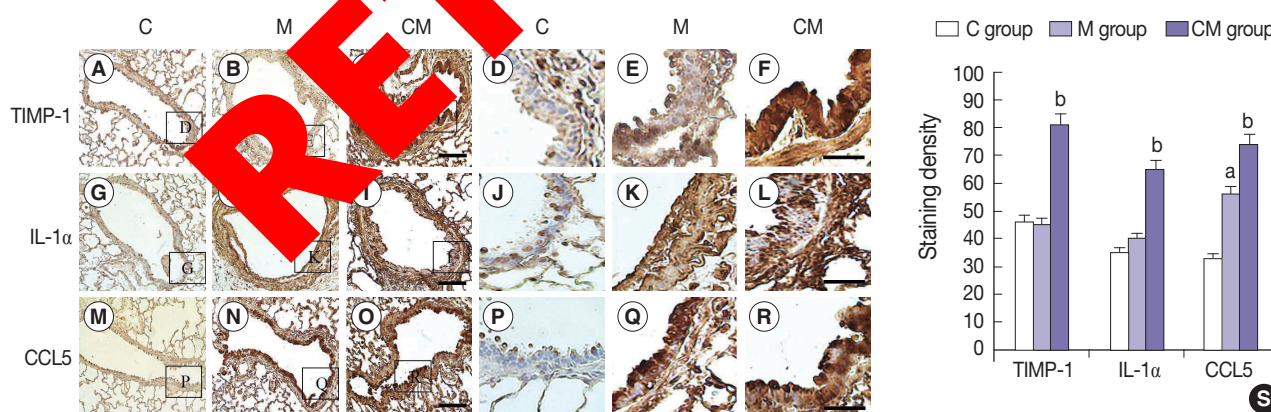 C M CM C M CM
TIMP-1
A B D E F
D
IL-1α
G I J K L
G K I
CCL5
M N O P Q R
P Q R
C group M group CM group
Staining density
100
90
80
70
60
50
40
30
20
10
0
b
b
a b
TIMP-1 IL-1α CCL5
S
RET